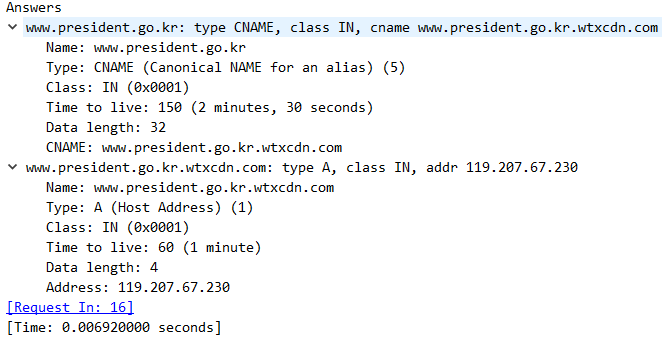 Answers
www.president.go.kr: type CNAME, class IN, cname www.president.go.kr.wtxcdn.com
Name: www.president.go.kr
Type: CNAME (Canonical NAME for an alias) (5)
Class: IN (0x0001)
Time to live: 150 (2 minutes, 30 seconds)
Data length: 32
CNAME: www.president.go.kr.wtxcdn.com
www.president.go.kr.wtxcdn.com: type A, class IN, addr 119.207.67.230
Name: www.president.go.kr.wtxcdn.com
Type: A (Host Address) (1)
Class: IN (0x0001)
Time to live: 60 (1 minute)
Data length: 4
Address: 119.207.67.230
[Request In: 16]
[Time: 0.006920000 seconds]